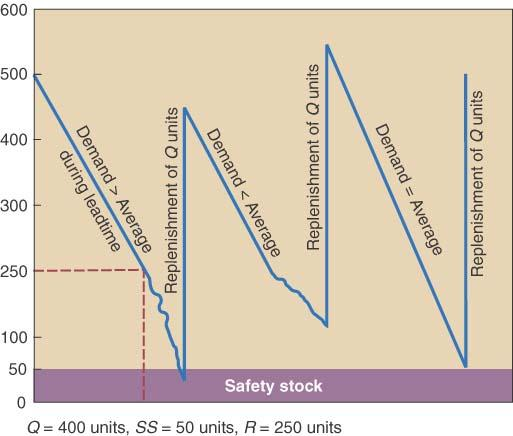 600
500
400
300
250
100
50
0
Demand > Average
during leadtime
Replenishment of Q units
Demand < Average
Replenishment of Q units
Demand = Average
Replenishment of Q units
Safety stock
Q = 400 units, SS = 50 units, R = 250 units